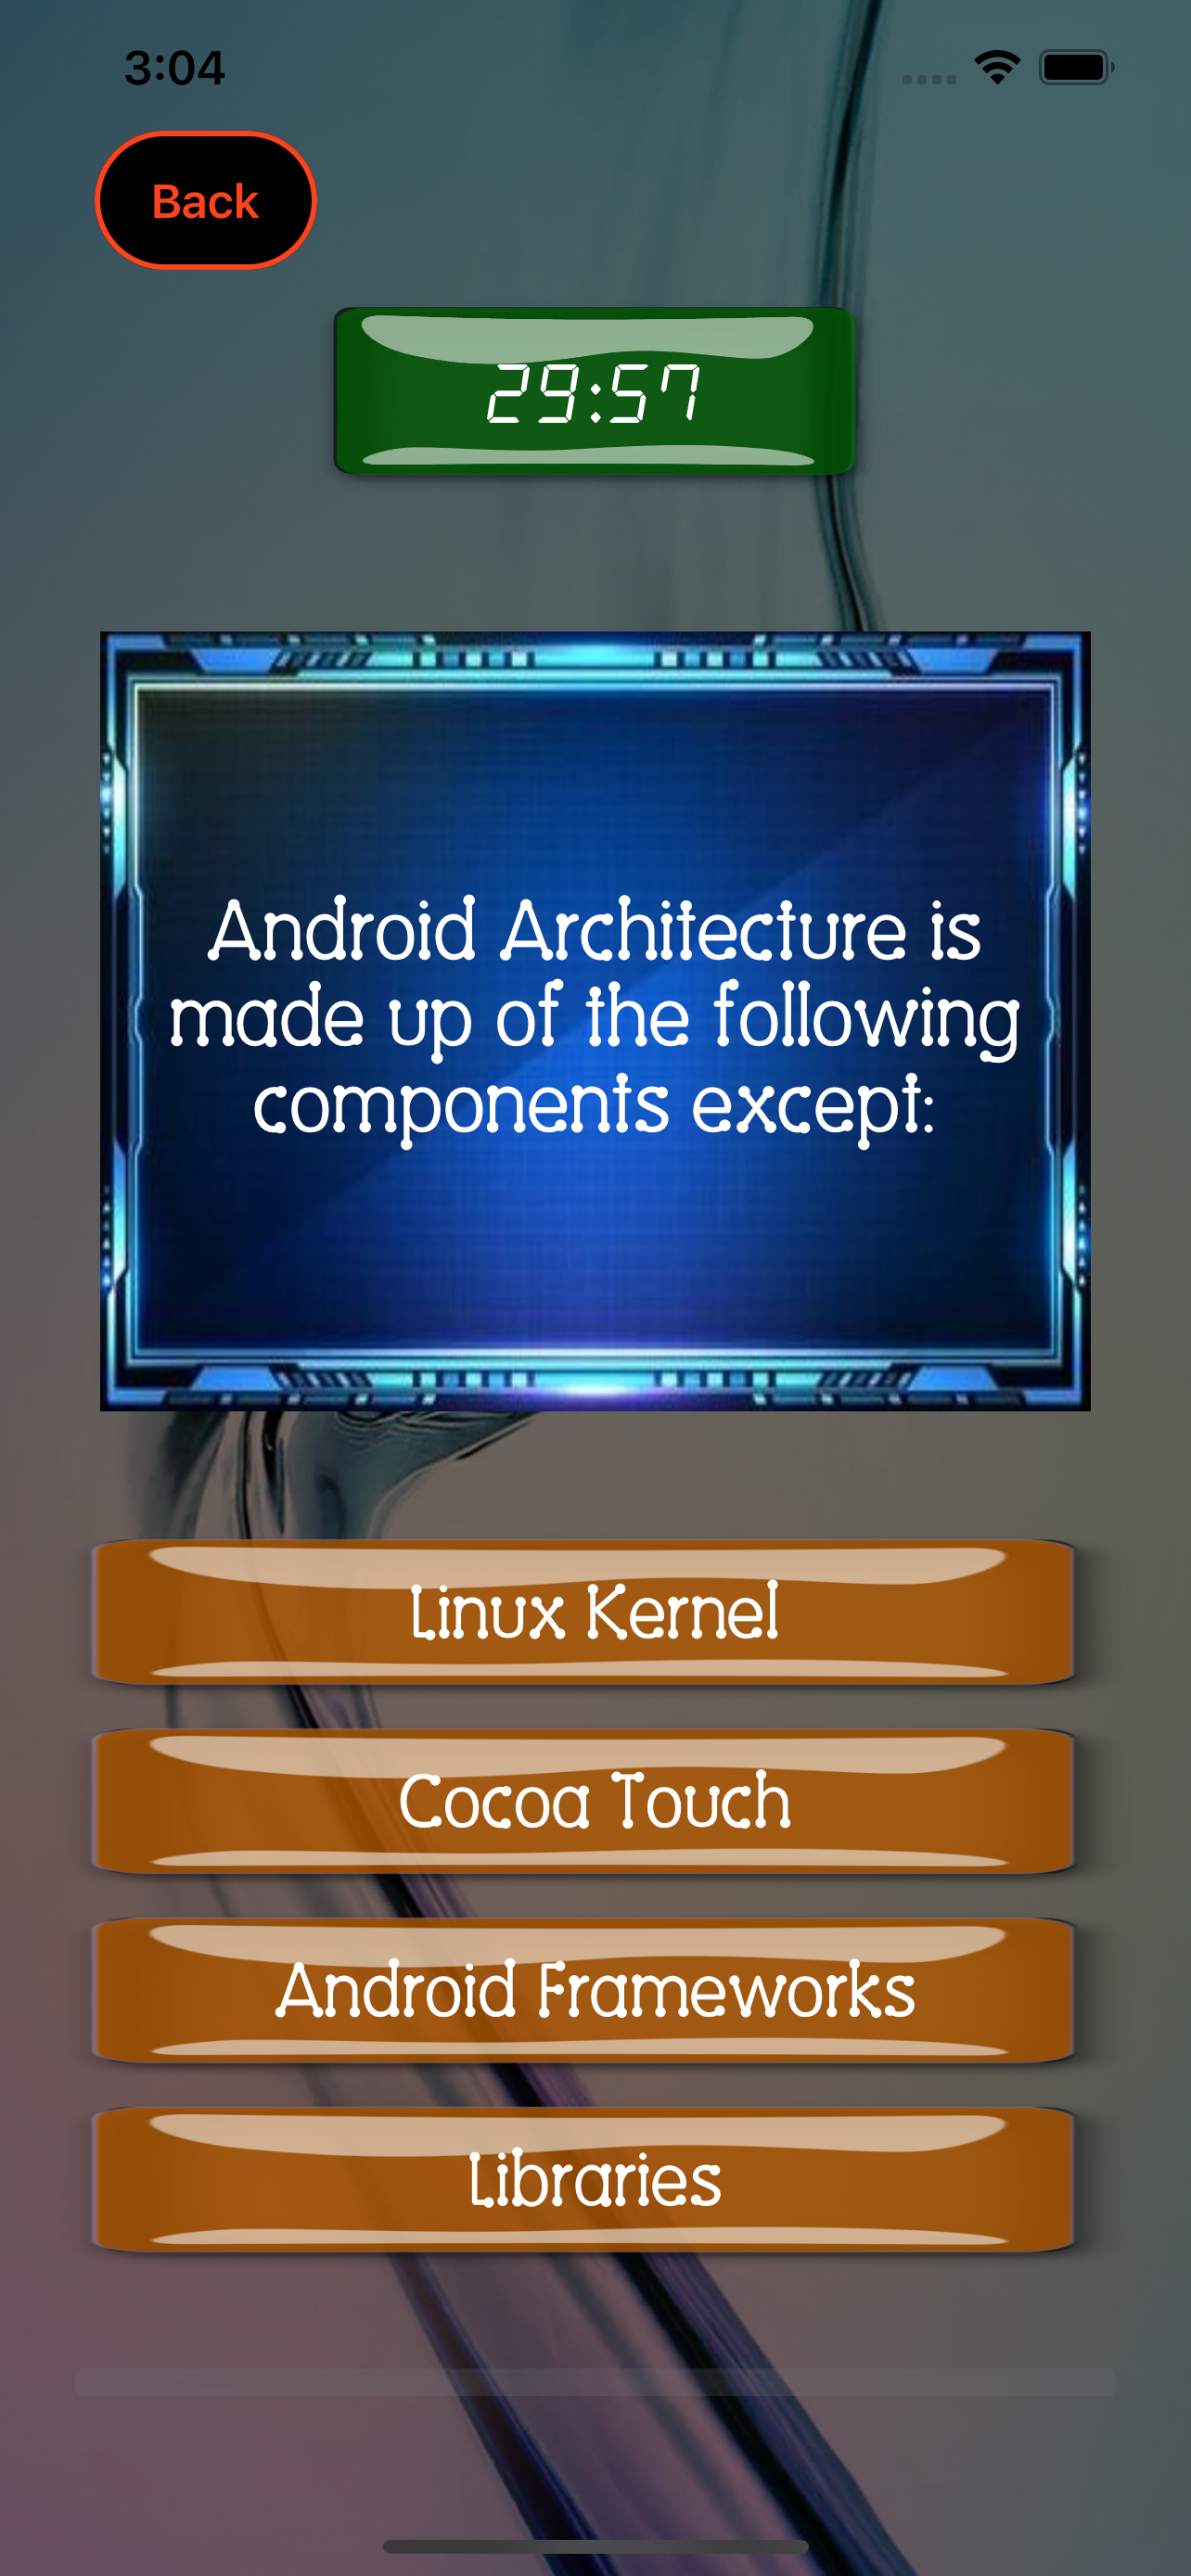 3:04
Back
29:57
Android Architecture is
made up of the following
components except:
Linux Kernel
Cocoa Touch
Android Frameworks
Libraries